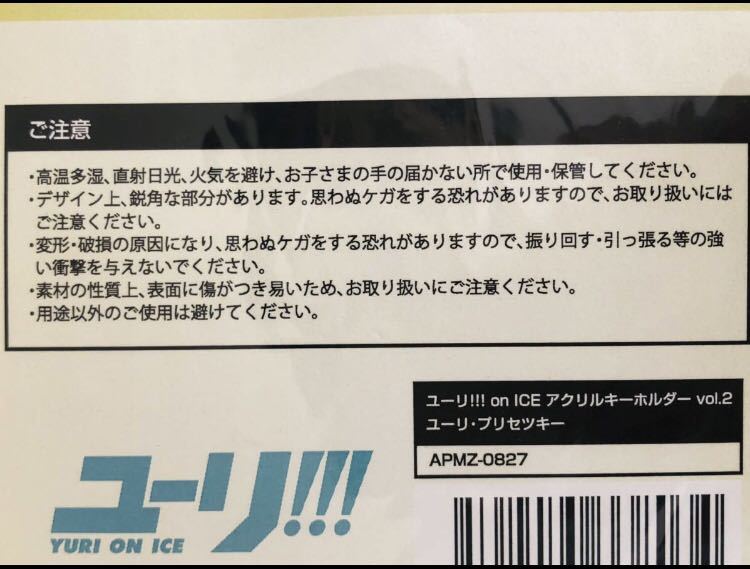 ご注意
・高温多湿、直射日光、火気を避け、お子さまの手の届かない所で使用・保管してください。
・デザイン上、鋭角な部分があります。思わぬケガをする恐れがありますので、お取り扱いには
ご注意ください。
・変形・破損の原因になり、思わぬケガをする恐れがありますので、振り回す・引っ張る等の強
い衝撃を与えないでください。
・素材の性質上、表面に傷がつき易いため、お取り扱いにご注意ください。
・用途以外のご使用は避けてください。
ユーリ!!! on ICE アクリルキーホルダー vol.2
ユーリ・プリセツキー
APMZ-0827
ユーリ!!!
YURI ON ICE